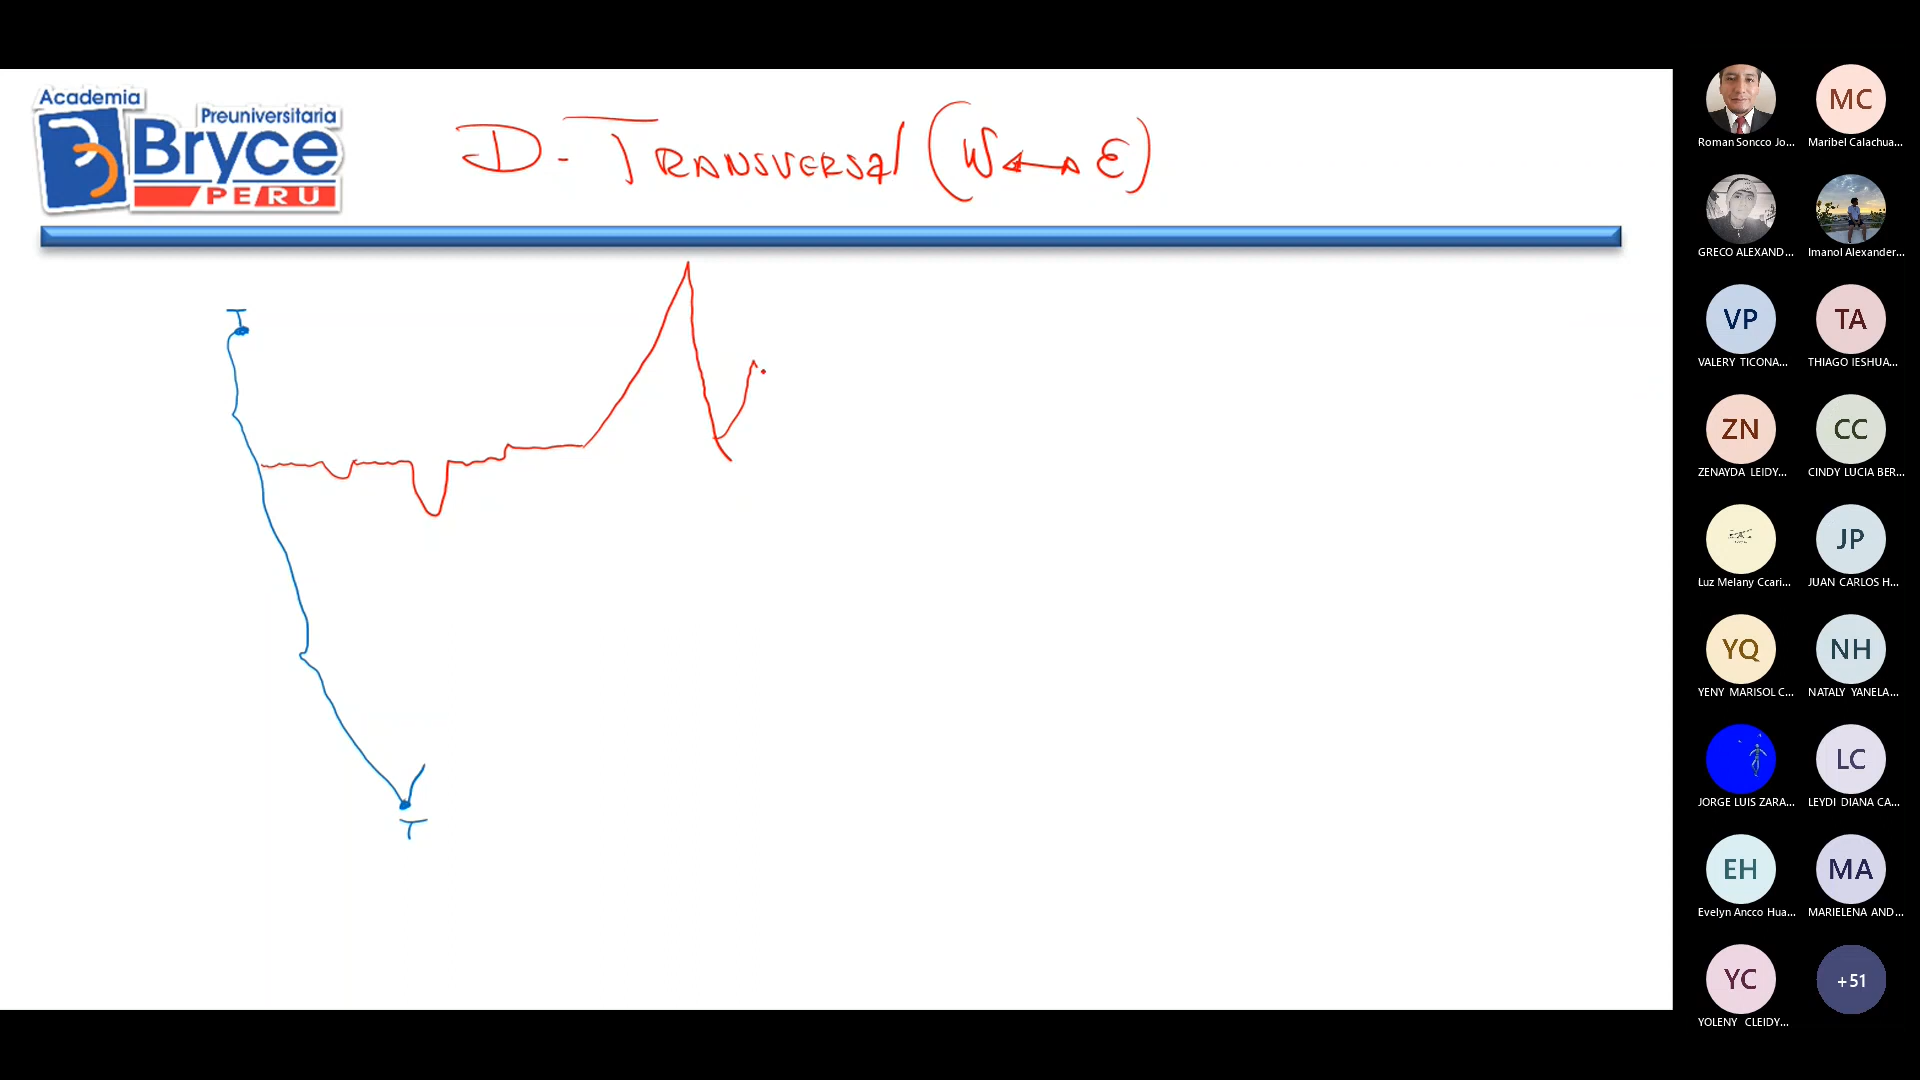 Academia
Preuniversitaria
Bryce
PERU
D - TRANSVERSAL (W ↔ E)
T
T
Roman Soncco Jo...
MC
Maribel Calachua...
GRECO ALEXAND...
Imanol Alexander...
VP
VALERY TICONA...
TA
THIAGO IESHUA...
ZN
ZENAYDA LEIDY...
CC
CINDY LUCIA BER...
Luz Melany Ccari...
JP
JUAN CARLOS H...
YQ
YENY MARISOL C...
NH
NATALY YANELA...
JORGE LUIS ZARA...
LC
LEYDI DIANA CA...
EH
Evelyn Ancco Hua...
MA
MARIELENA AND...
YC
YOLENY CLEIDY...
+51